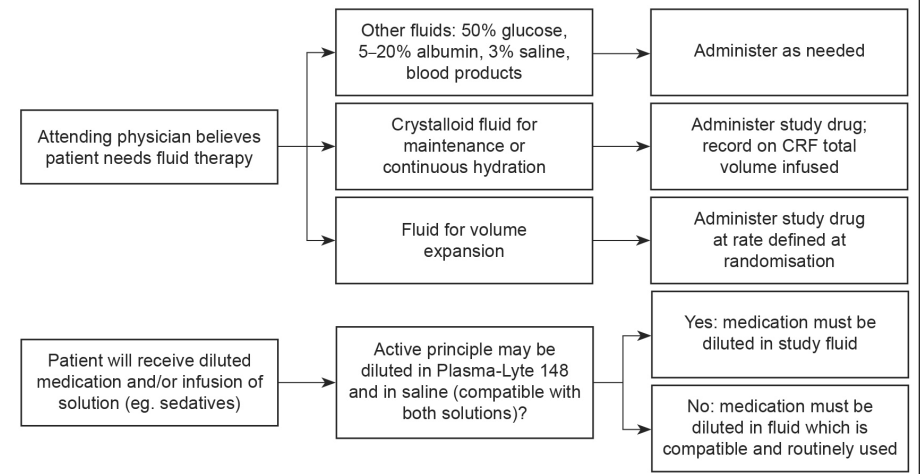 Attending physician believes
patient needs fluid therapy
Other fluids: 50% glucose,
5–20% albumin, 3% saline,
blood products
Administer as needed
Crystalloid fluid for
maintenance or
continuous hydration
Administer study drug;
record on CRF total
volume infused
Fluid for volume
expansion
Administer study drug
at rate defined at
randomisation
Patient will receive diluted
medication and/or infusion of
solution (eg. sedatives)
Active principle may be
diluted in Plasma-Lyte 148
and in saline (compatible with
both solutions)?
Yes: medication must be
diluted in study fluid
No: medication must be
diluted in fluid which is
compatible and routinely used